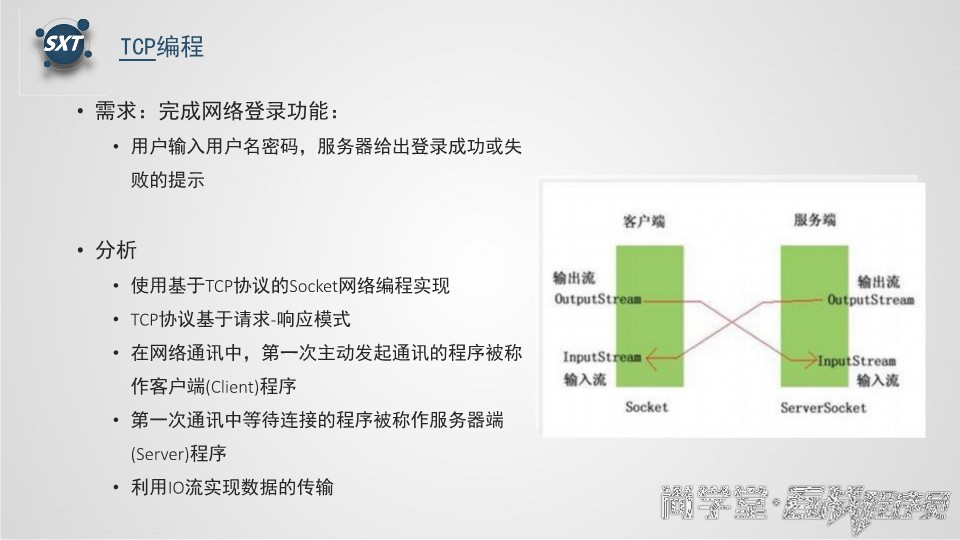 SXT
TCP编程
• 需求：完成网络登录功能：
• 用户输入用户名密码，服务器给出登录成功或失
败的提示
• 分析
• 使用基于TCP协议的Socket网络编程实现
• TCP协议基于请求-响应模式
• 在网络通讯中，第一次主动发起通讯的程序被称
作客户端(Client)程序
• 第一次通讯中等待连接的程序被称作服务器端
(Server)程序
• 利用IO流实现数据的传输
客户端
服务端
输出流
OutputStream
输出流
OutputStream
InputStream
输入流
InputStream
输入流
Socket
ServerSocket
尚学堂·
程序员